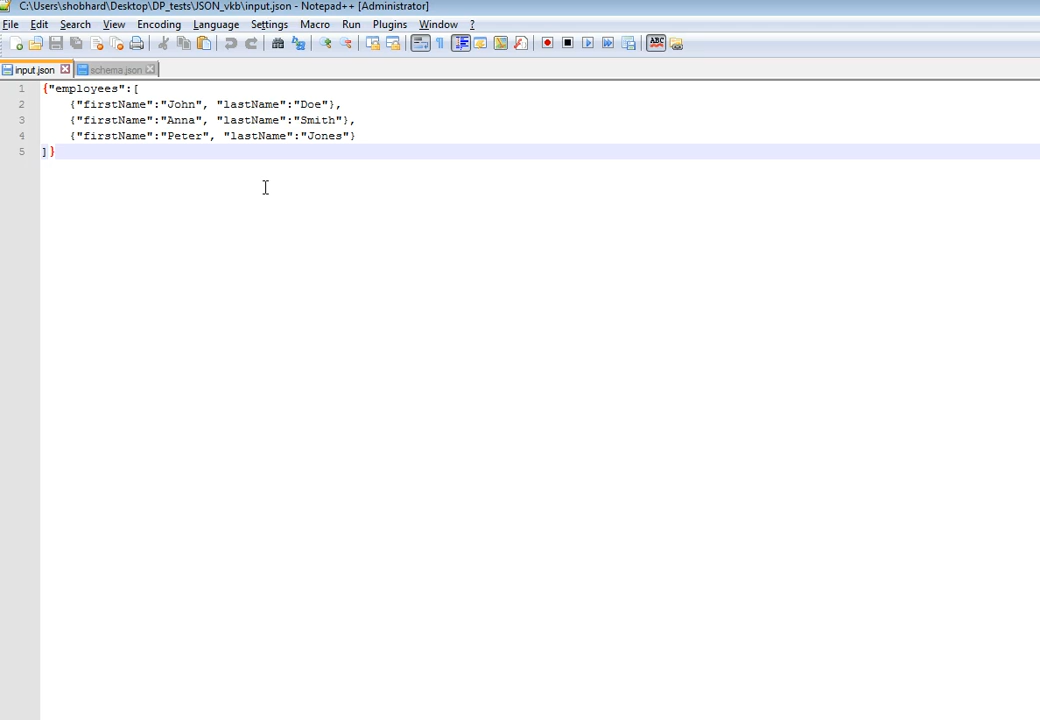 C:\Users\shobhard\Desktop\DP_tests\JSON_vkb\input.json - Notepad++ [Administrator]
File Edit Search View Encoding Language Settings Macro Run Plugins Window ?
ABC
input.json schema.json
1 {"employees":[
2 {"firstName":"John", "lastName":"Doe"},
3 {"firstName":"Anna", "lastName":"Smith"},
4 {"firstName":"Peter", "lastName":"Jones"}
5 ]}